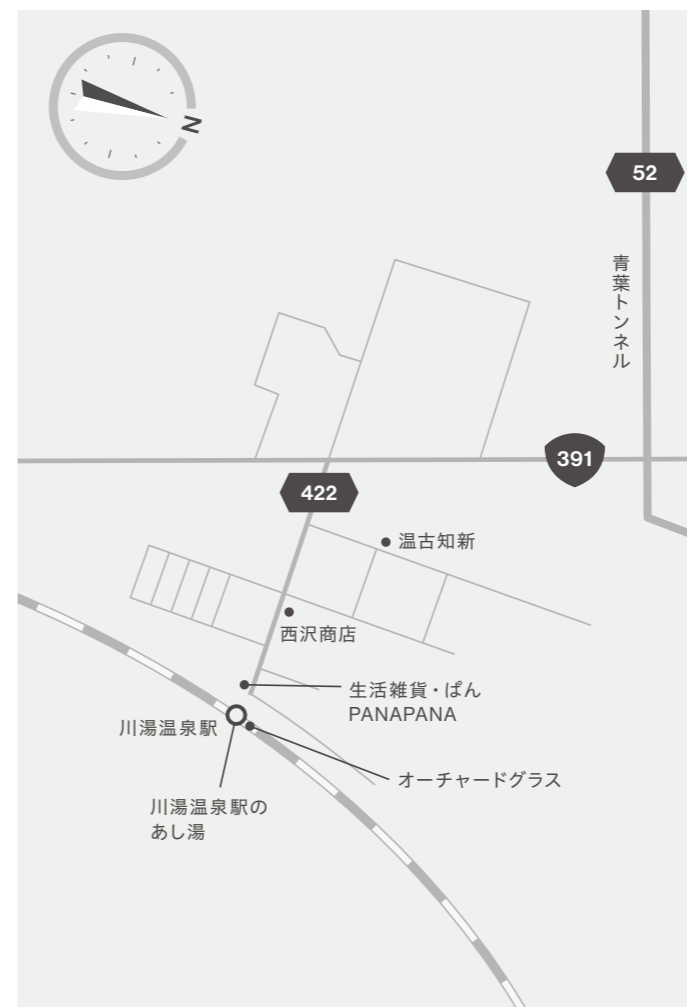 N
52
青葉トンネル
391
422
温古知新
西沢商店
生活雑貨・ぱん
PANAPANA
川湯温泉駅
オーチャードグラス
川湯温泉駅の
あし湯